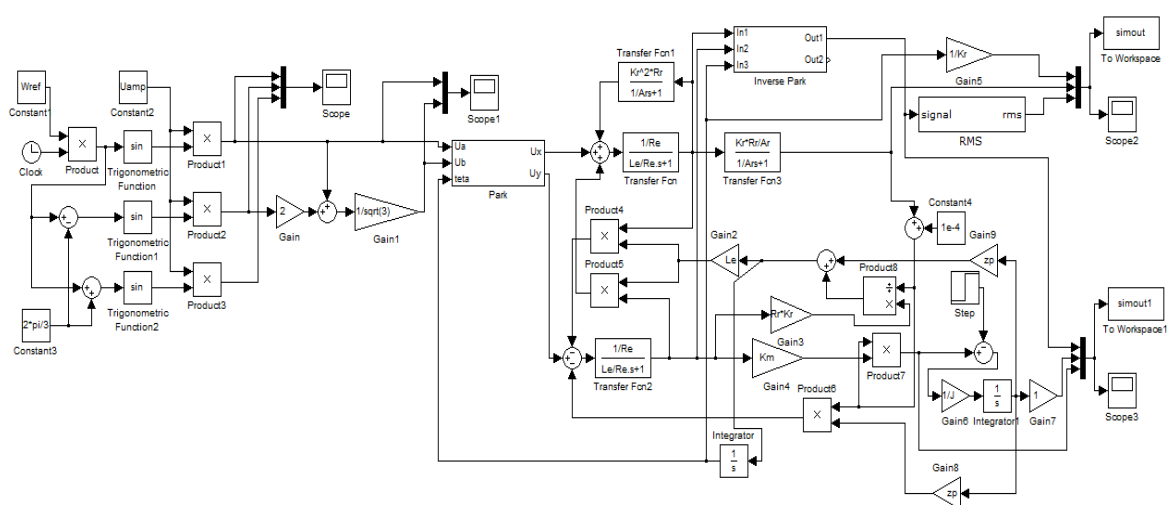 Wref
Constant1
Clock
×
Product
Uamp
Constant2
sin
Trigonometric
Function
sin
Trigonometric
Function1
sin
Trigonometric
Function2
2*pi/3
Constant3
×
Product1
×
Product2
×
Product3
Scope
2
Gain
1/sqrt(3)
Gain1
Scope1
Ua
Ub
teta
Ux
Uy
Park
Transfer Fcn1
Kr^2*Rr
1/Ars+1
1/Re
Le/Re.s+1
Transfer Fcn
Kr*Rr/Ar
1/Ars+1
Transfer Fcn3
In1
In2
In3
Out1
Out2
Inverse Park
1/Kr
Gain5
signal
rms
RMS
simout
To Workspace
Scope2
Product4
×
Product5
×
Gain2
Le
Constant4
1e-4
Gain9
zp
Product8
÷
×
Step
Rr*Kr
Gain3
1/Re
Le/Re.s+1
Transfer Fcn2
Km
Gain4
×
Product7
Product6
×
1/J
Gain6
1
s
Integrator1
1
Gain7
simout1
To Workspace1
Scope3
Integrator
1
s
Gain8
zp